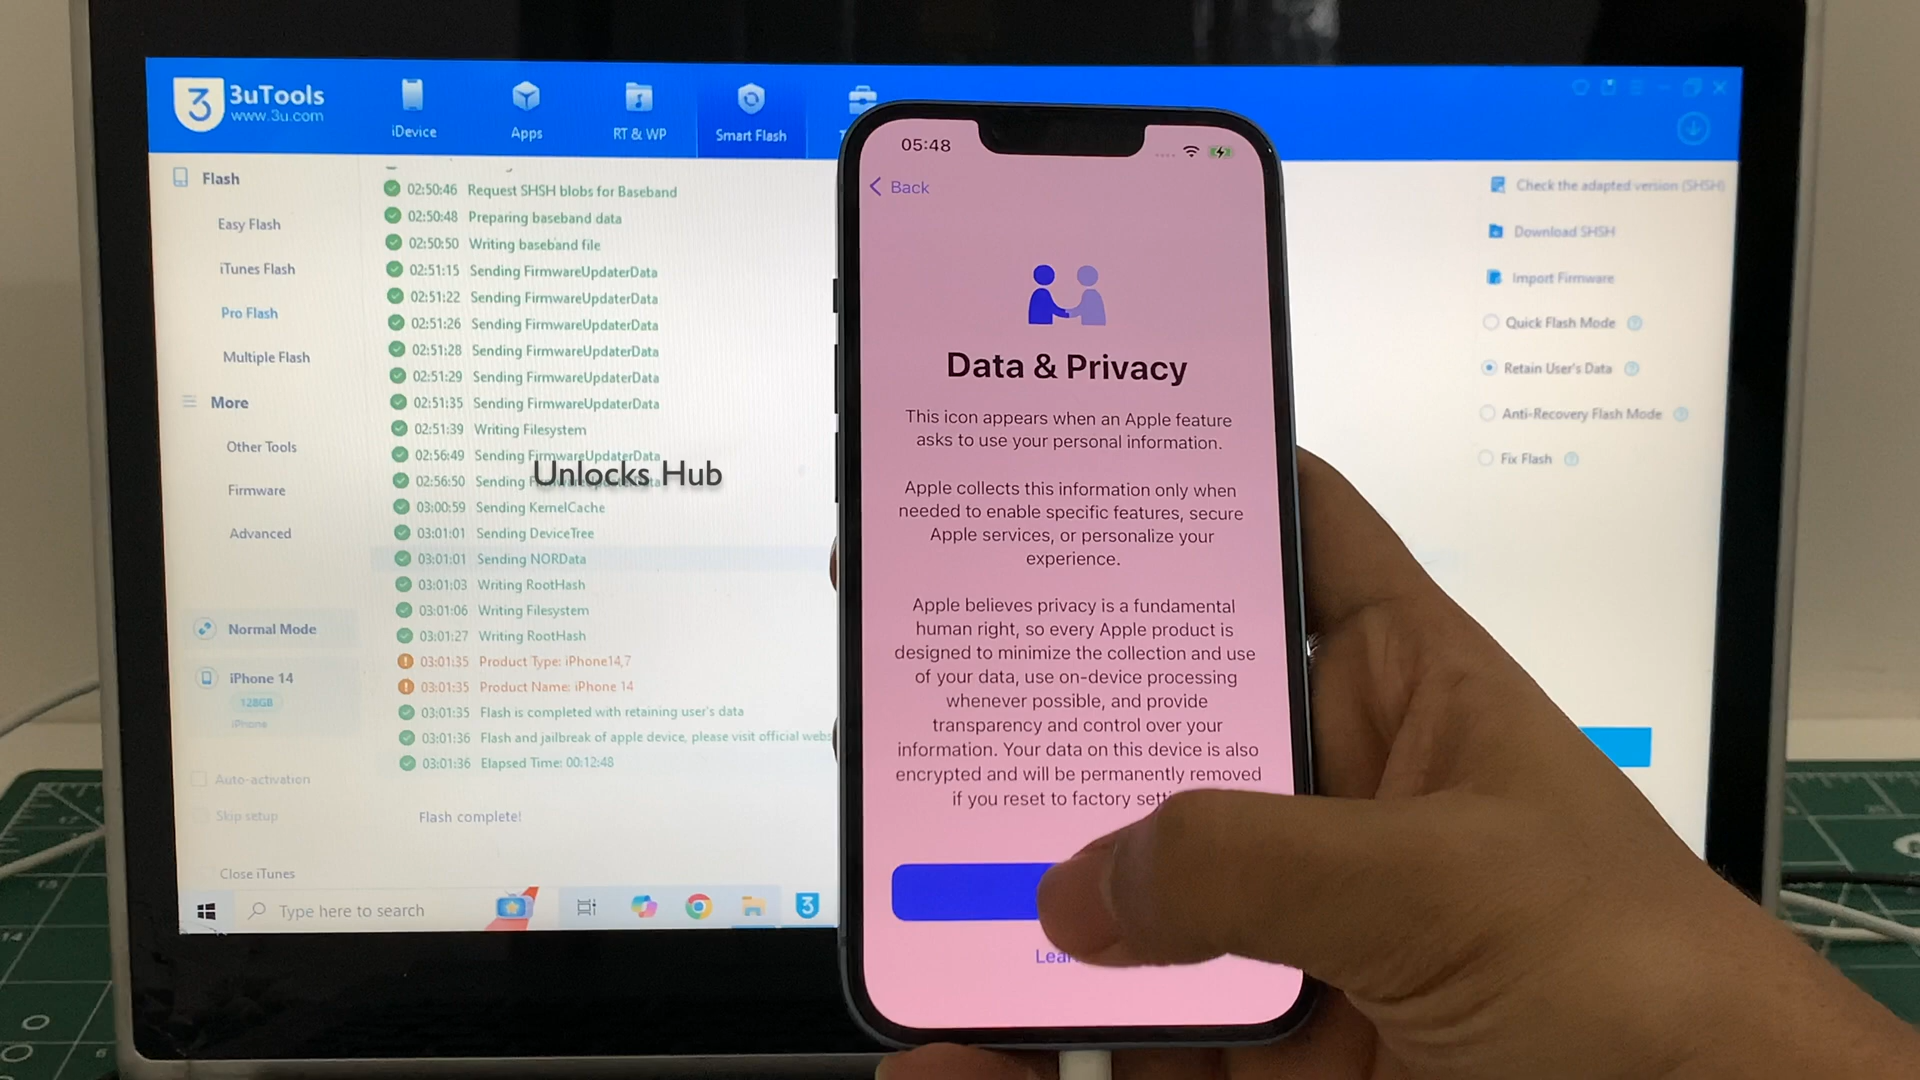 3uTools
www.3u.com
iDevice
Apps
RT & WP
Smart Flash
Flash
Easy Flash
iTunes Flash
Pro Flash
Multiple Flash
More
Other Tools
Firmware
Advanced
Normal Mode
iPhone 14
128GB
iPhone
Auto-activation
Skip setup
Close iTunes
02:50:46 Request SHSH blobs for Baseband
02:50:48 Preparing baseband data
02:50:50 Writing baseband file
02:51:15 Sending FirmwareUpdaterData
02:51:22 Sending FirmwareUpdaterData
02:51:26 Sending FirmwareUpdaterData
02:51:28 Sending FirmwareUpdaterData
02:51:29 Sending FirmwareUpdaterData
02:51:35 Sending FirmwareUpdaterData
02:51:39 Writing Filesystem
02:56:49 Sending FirmwareUpdaterData
02:56:50 Sending
03:00:59 Sending KernelCache
03:01:01 Sending DeviceTree
03:01:01 Sending NORData
03:01:03 Writing RootHash
03:01:06 Writing Filesystem
03:01:27 Writing RootHash
03:01:35 Product Type: iPhone14,7
03:01:35 Product Name: iPhone 14
03:01:35 Flash is completed with retaining user's data
03:01:36 Flash and jailbreak of apple device, please visit official webs
03:01:36 Elapsed Time: 00:12:48
Flash complete!
Unlocks Hub
Type here to search
05:48
Back
Data & Privacy
This icon appears when an Apple feature
asks to use your personal information.
Apple collects this information only when
needed to enable specific features, secure
Apple services, or personalize your
experience.
Apple believes privacy is a fundamental
human right, so every Apple product is
designed to minimize the collection and use
of your data, use on-device processing
whenever possible, and provide
transparency and control over your
information. Your data on this device is also
encrypted and will be permanently removed
if you reset to factory
Check the adapted version (SHSH)
Download SHSH
Import Firmware
Quick Flash Mode
Retain User's Data
Anti-Recovery Flash Mode
Fix Flash